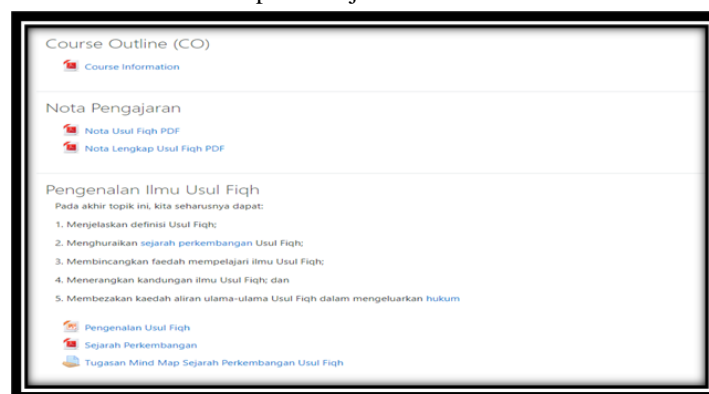 Course Outline (CO)
Course Information
Nota Pengajaran
Nota Usul Fiqh PDF
Nota Lengkap Usul Fiqh PDF
Pengenalan Ilmu Usul Fiqh
Pada akhir topik ini, kita seharusnya dapat:
1. Menjelaskan definisi Usul Fiqh;
2. Menghuraikan sejarah perkembangan Usul Fiqh;
3. Membincangkan faedah mempelajari ilmu Usul Fiqh;
4. Menerangkan kandungan ilmu Usul Fiqh; dan
5. Membezakan kaedah aliran ulama-ulama Usul Fiqh dalam mengeluarkan hukum
Pengenalan Usul Fiqh
Sejarah Perkembangan
Tugasan Mind Map Sejarah Perkembangan Usul Fiqh